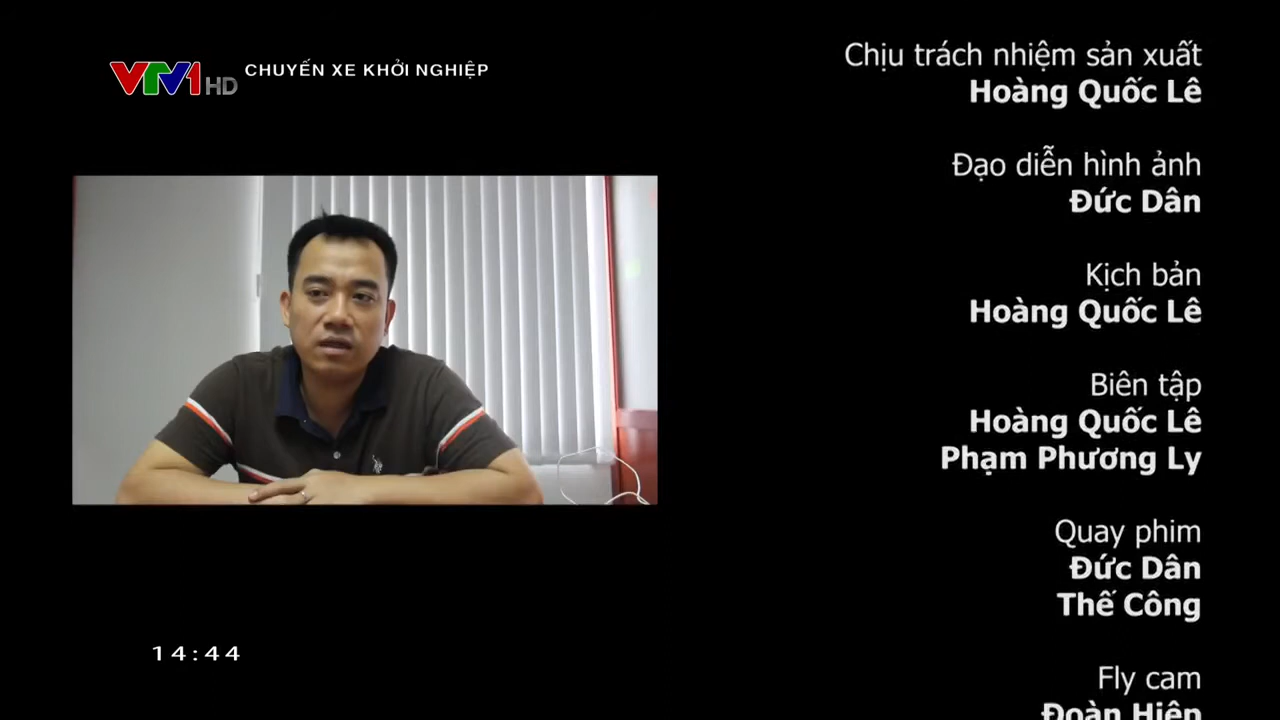 VTV1 HD
CHUYẾN XE KHỞI NGHIỆP
Chịu trách nhiệm sản xuất
Hoàng Quốc Lê
Đạo diễn hình ảnh
Đức Dân
Kịch bản
Hoàng Quốc Lê
Biên tập
Hoàng Quốc Lê
Phạm Phương Ly
Quay phim
Đức Dân
Thế Công
Fly cam
Đoàn Hiệp
14:44